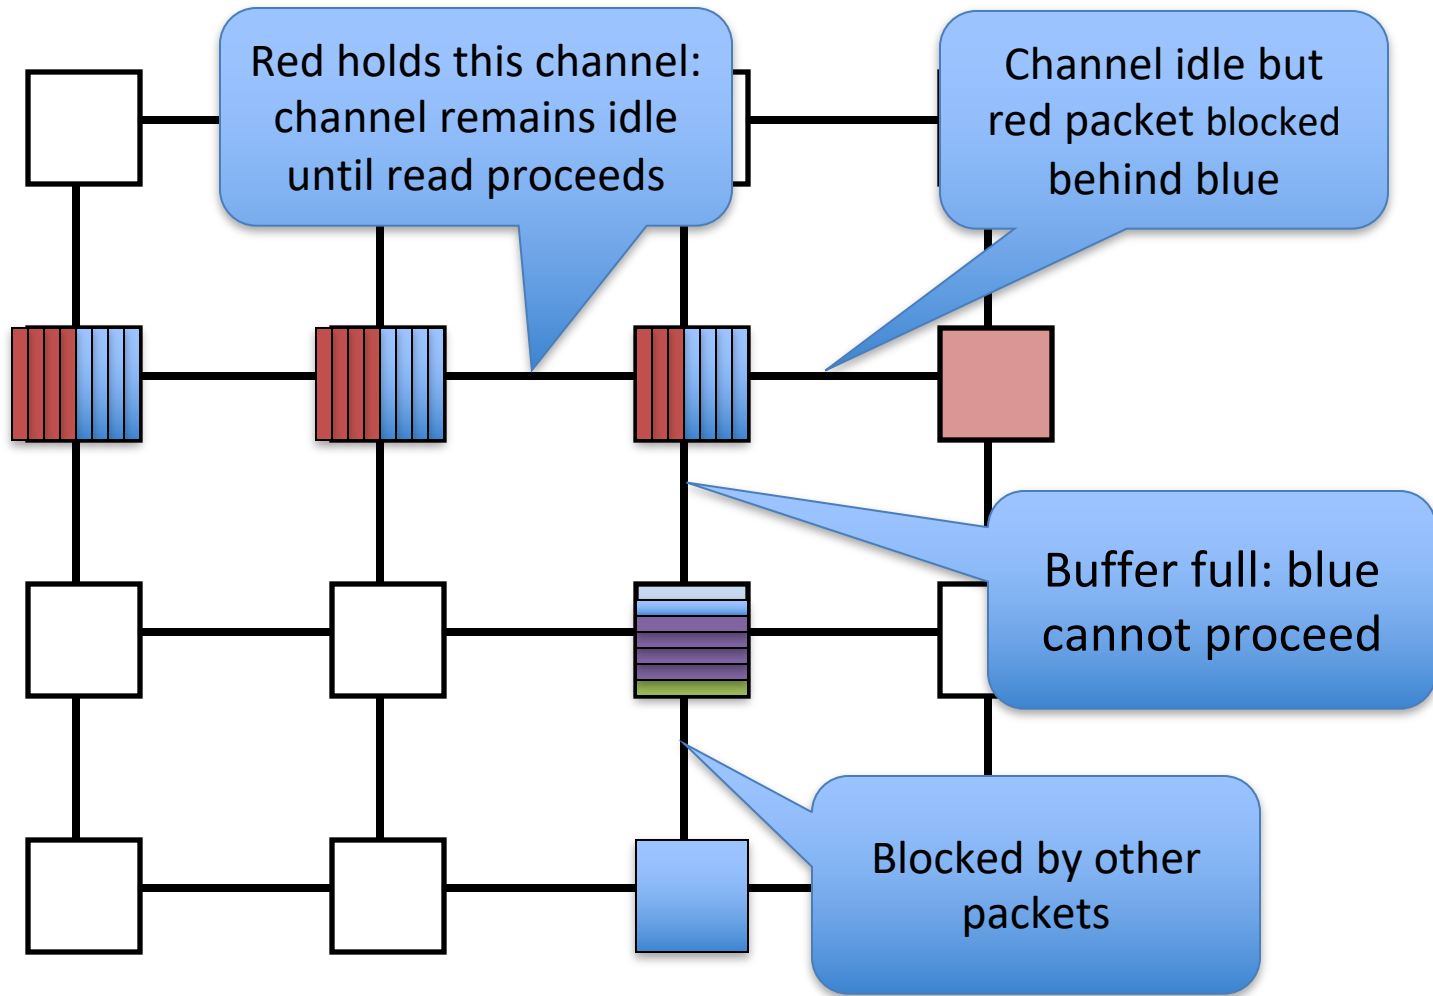 Red holds this channel:
channel remains idle
until read proceeds
Channel idle but
red packet blocked
behind blue
Buffer full: blue
cannot proceed
Blocked by other
packets